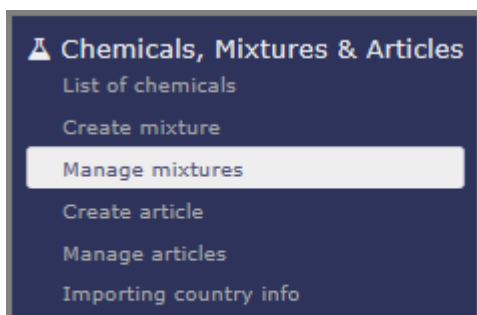 Chemicals, Mixtures & Articles
List of chemicals
Create mixture
Manage mixtures
Create article
Manage articles
Importing country info